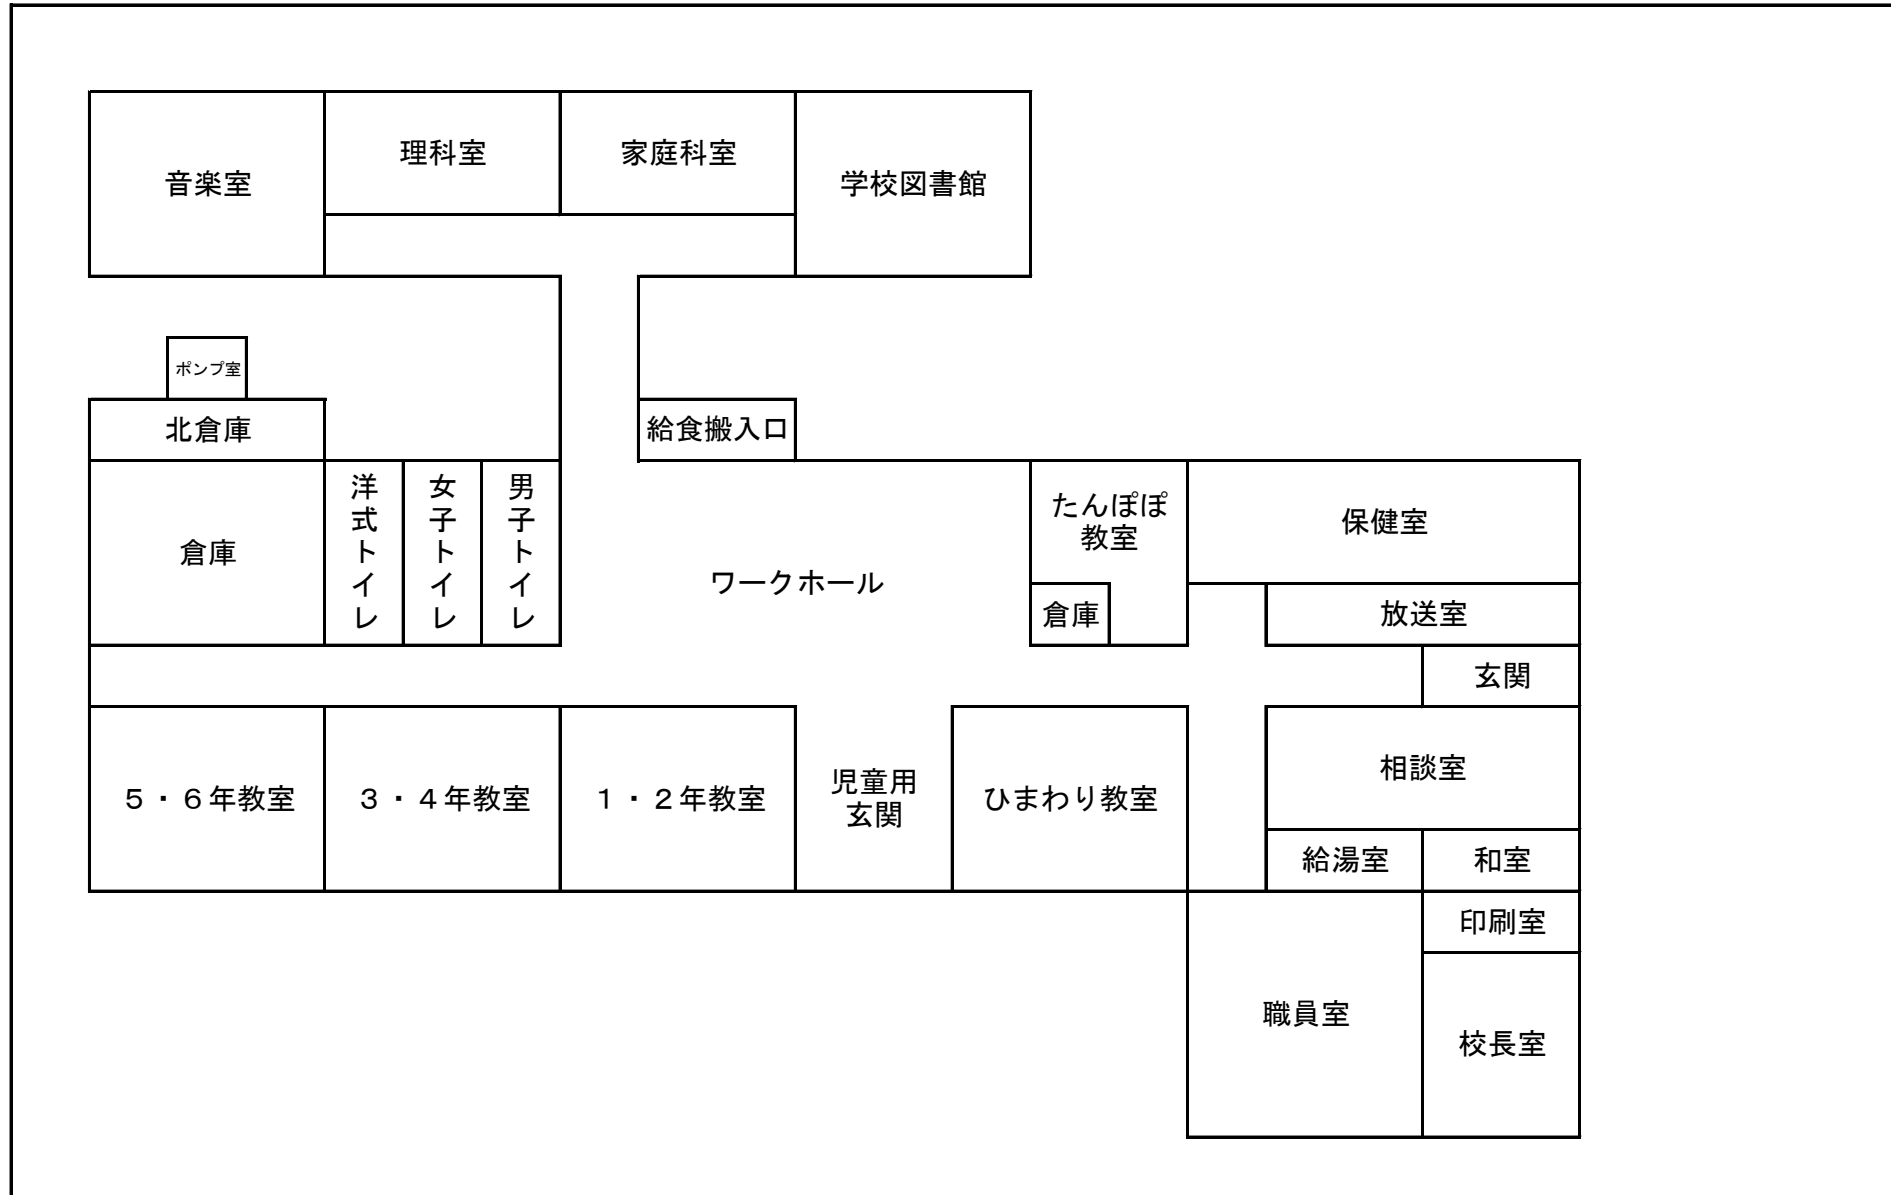 音楽室
理科室
家庭科室
学校図書館
ポンプ室
北倉庫
給食搬入口
倉庫
洋式トイレ
女子トイレ
男子トイレ
ワークホール
たんぽぽ
教室
倉庫
保健室
放送室
玄関
５・６年教室
３・４年教室
１・２年教室
児童用
玄関
ひまわり教室
相談室
給湯室
和室
職員室
印刷室
校長室